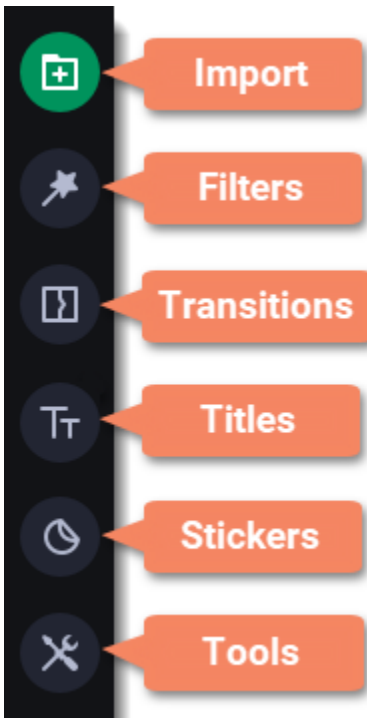 Import
Filters
Transitions
Titles
Stickers
Tools